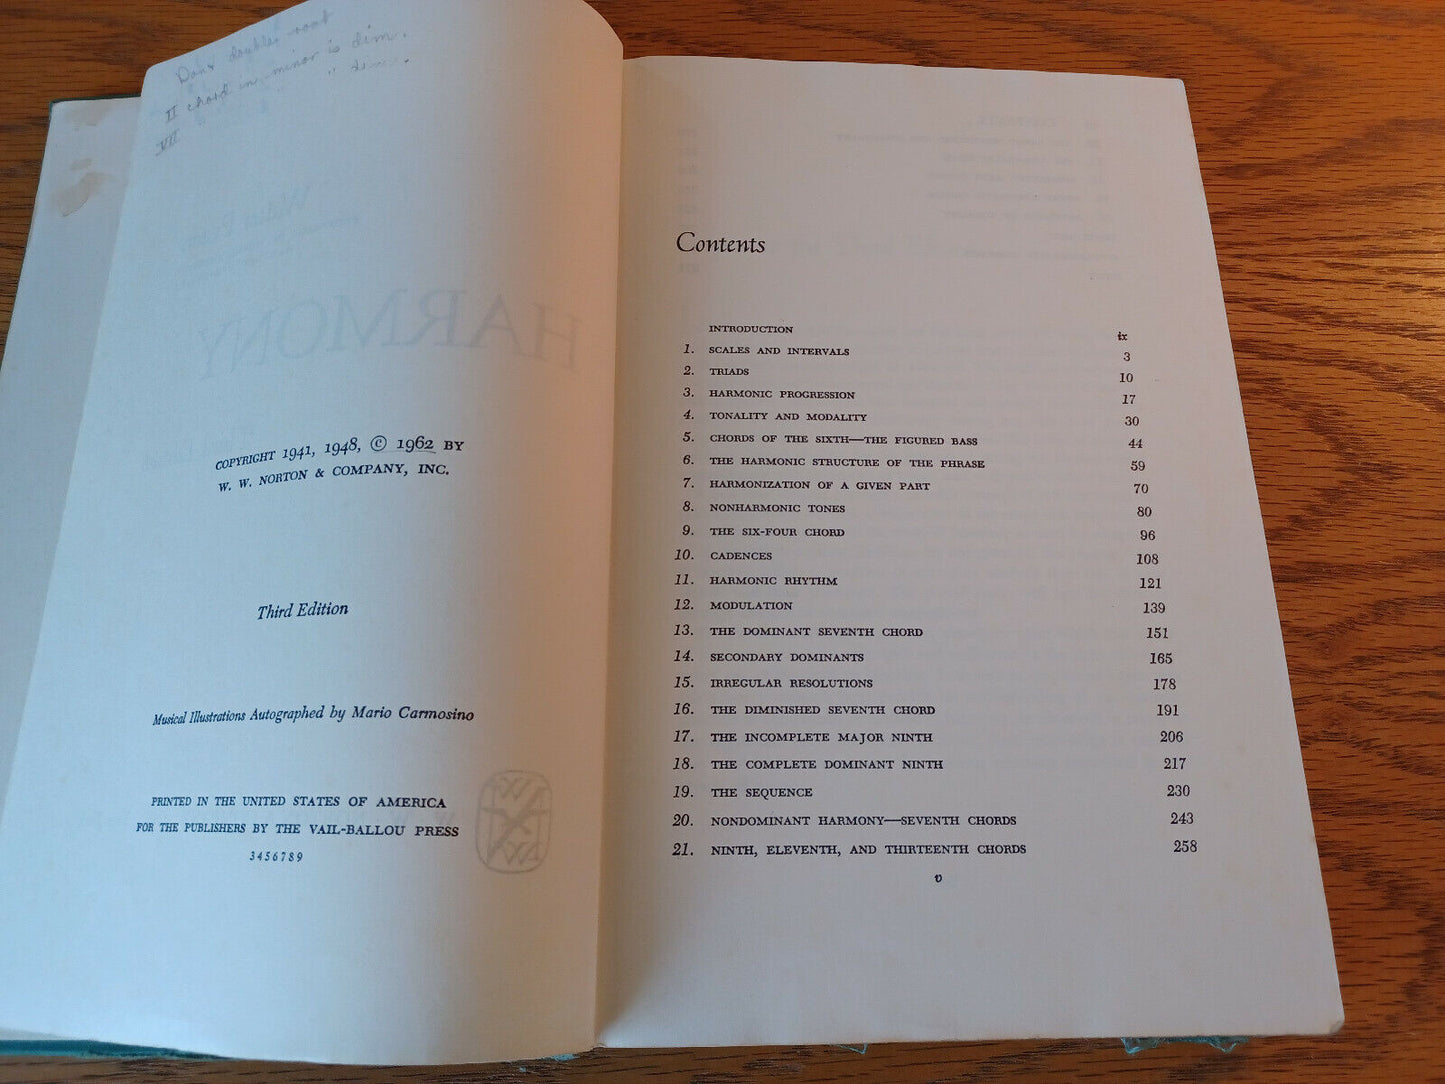 Dont double root
II chord in minor is dim.
VII " " " " dim.
HARMONY
COPYRIGHT 1941, 1948, © 1962 BY
W. W. NORTON & COMPANY, INC.
Third Edition
Musical Illustrations Autographed by Mario Carmosino
PRINTED IN THE UNITED STATES OF AMERICA
FOR THE PUBLISHERS BY THE VAIL-BALLOU PRESS
3456789
Contents
INTRODUCTION ix
1. SCALES AND INTERVALS 3
2. TRIADS 10
3. HARMONIC PROGRESSION 17
4. TONALITY AND MODALITY 30
5. CHORDS OF THE SIXTH—THE FIGURED BASS 44
6. THE HARMONIC STRUCTURE OF THE PHRASE 59
7. HARMONIZATION OF A GIVEN PART 70
8. NONHARMONIC TONES 80
9. THE SIX-FOUR CHORD 96
10. CADENCES 108
11. HARMONIC RHYTHM 121
12. MODULATION 139
13. THE DOMINANT SEVENTH CHORD 151
14. SECONDARY DOMINANTS 165
15. IRREGULAR RESOLUTIONS 178
16. THE DIMINISHED SEVENTH CHORD 191
17. THE INCOMPLETE MAJOR NINTH 206
18. THE COMPLETE DOMINANT NINTH 217
19. THE SEQUENCE 230
20. NONDOMINANT HARMONY—SEVENTH CHORDS 243
21. NINTH, ELEVENTH, AND THIRTEENTH CHORDS 258
v